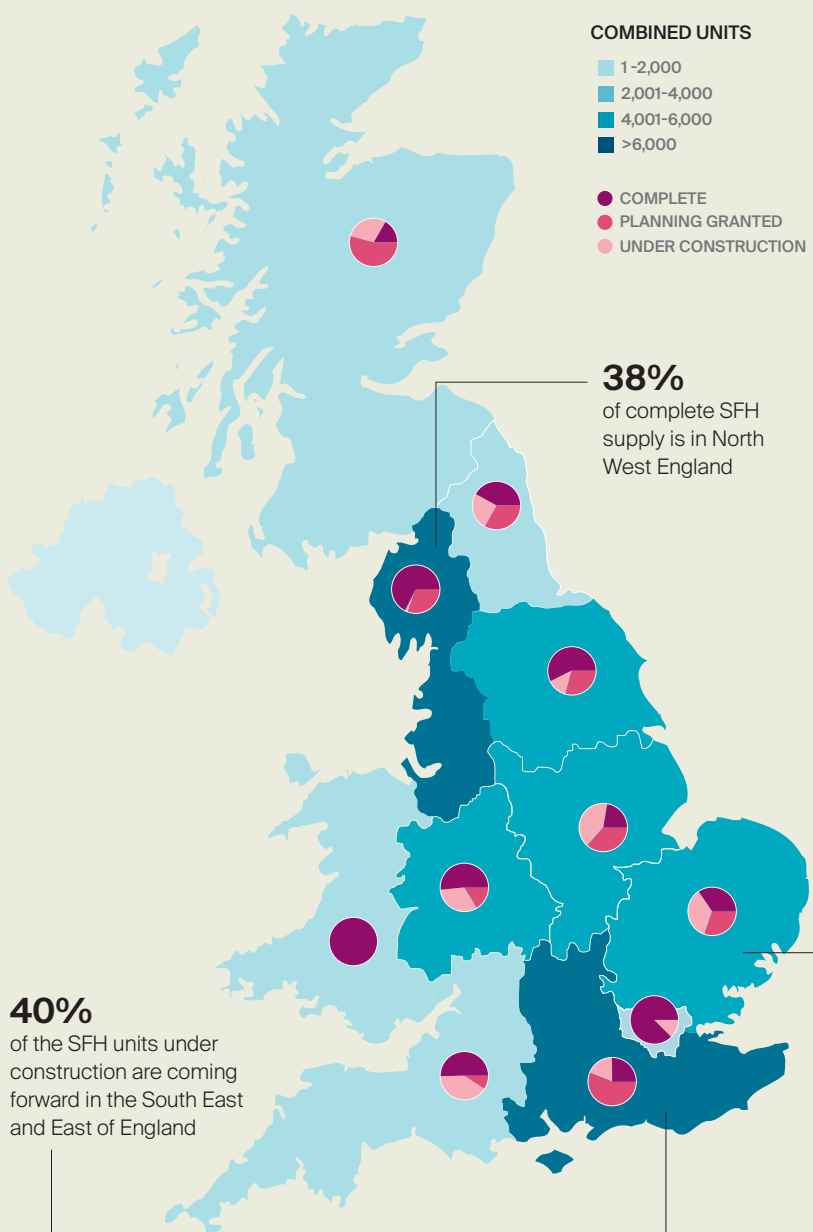 COMBINED UNITS
1-2,000
2,001-4,000
4,001-6,000
>6,000
COMPLETE
PLANNING GRANTED
UNDER CONSTRUCTION
38%
of complete SFH
supply is in North
West England
40%
of the SFH units under
construction are coming
forward in the South East
and East of England